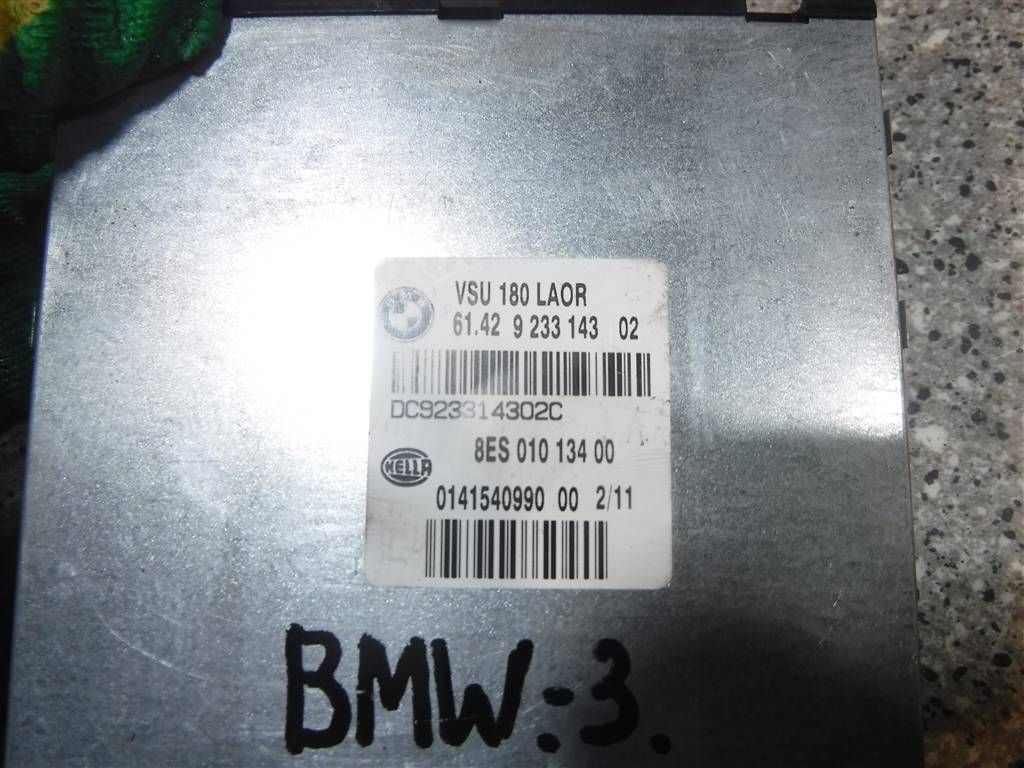 VSU 180 LAOR
61.42 9 233 143 02
DC923314302C
8ES 010 134 00
HELLA
0141540990 00 2/11
BMW-3.